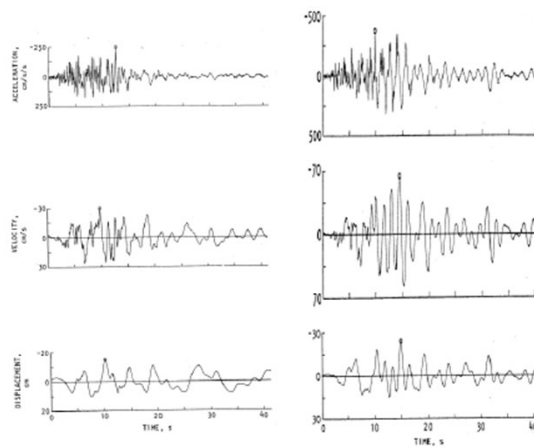 -250
0
250
ACCELERATION,
cm/s/s
-500
0
500
-30
0
30
VELOCITY,
cm/s
-70
0
70
-20
0
20
DISPLACEMENT,
cm
0 10 20 30 40
TIME, s
-30
0
30
0 10 20 30 40
TIME, s